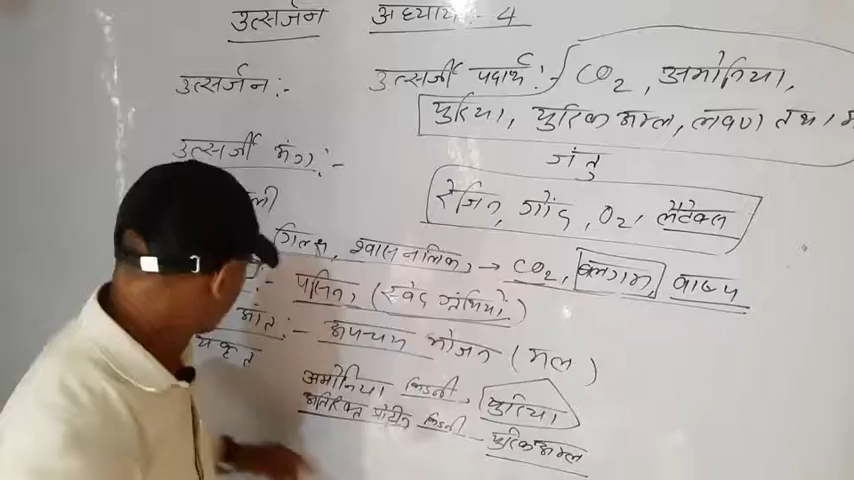 उत्सर्जन अध्याय :- 4
उत्सर्जन :- उत्सर्जी पदार्थ :- CO₂, अमोनिया,
युरिया, युरिक अम्ल, लवण तथा
उत्सर्जी अंग :- जंतु
रेजिन, गोंद, O₂, लैटेक्स
गिल्स, श्वास नलिका, → CO₂, बलगम, वाष्प
पसिना, (स्वेद ग्रंथियो)
आंत :- अपचय भोजन (मल)
यकृत
अमोनिया किडनी, युरिया
अतिरिक्त प्रोटीन किडनी - युरिक अम्ल